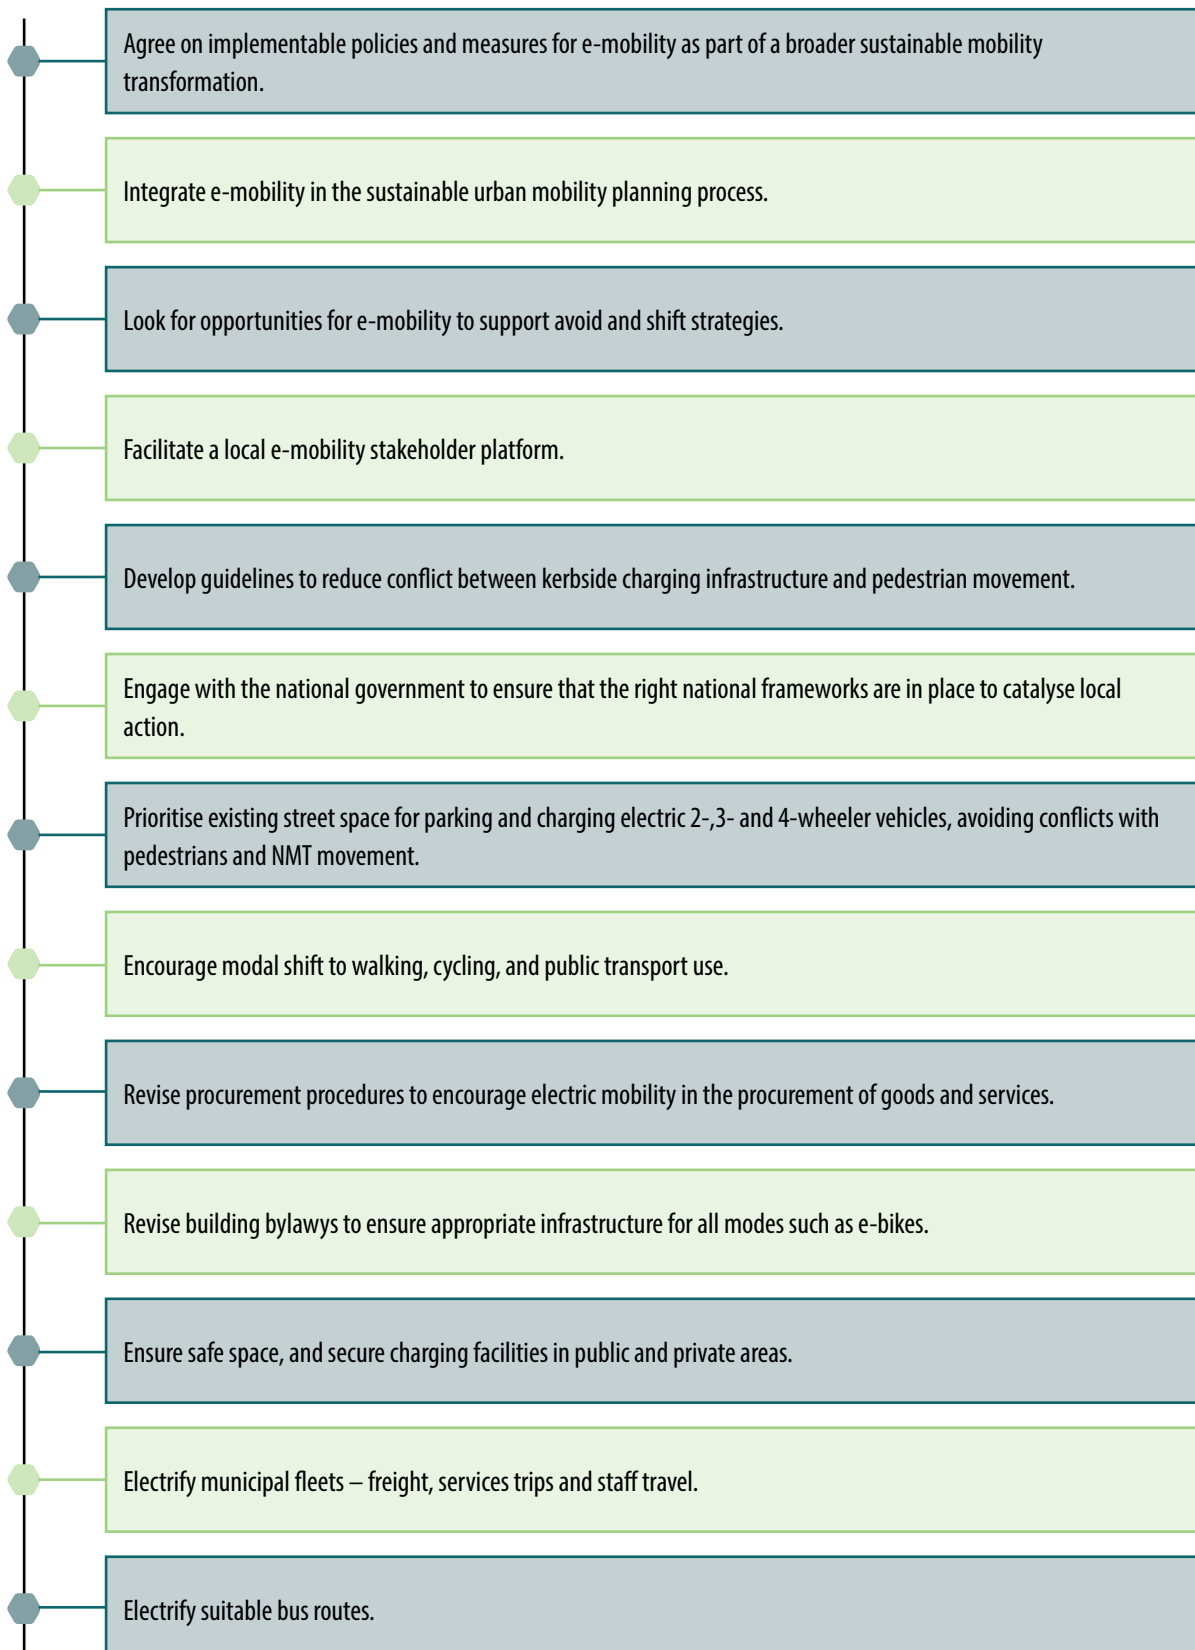 Agree on implementable policies and measures for e-mobility as part of a broader sustainable mobility
transformation.
Integrate e-mobility in the sustainable urban mobility planning process.
Look for opportunities for e-mobility to support avoid and shift strategies.
Facilitate a local e-mobility stakeholder platform.
Develop guidelines to reduce conflict between kerbside charging infrastructure and pedestrian movement.
Engage with the national government to ensure that the right national frameworks are in place to catalyse local
action.
Prioritise existing street space for parking and charging electric 2-,3- and 4-wheeler vehicles, avoiding conflicts with
pedestrians and NMT movement.
Encourage modal shift to walking, cycling, and public transport use.
Revise procurement procedures to encourage electric mobility in the procurement of goods and services.
Revise building bylawys to ensure appropriate infrastructure for all modes such as e-bikes.
Ensure safe space, and secure charging facilities in public and private areas.
Electrify municipal fleets – freight, services trips and staff travel.
Electrify suitable bus routes.